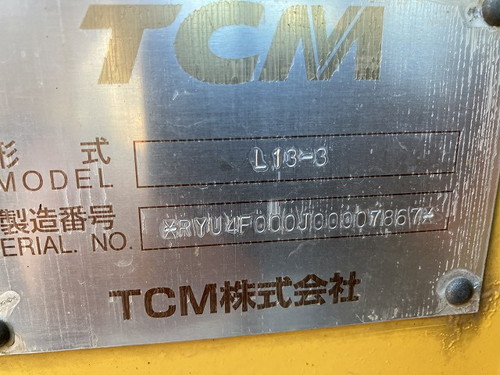 TCM
形式 L13-3
MODEL
製造番号 *RYU4F000J00007867*
ERIAL. NO.
TCM株式会社